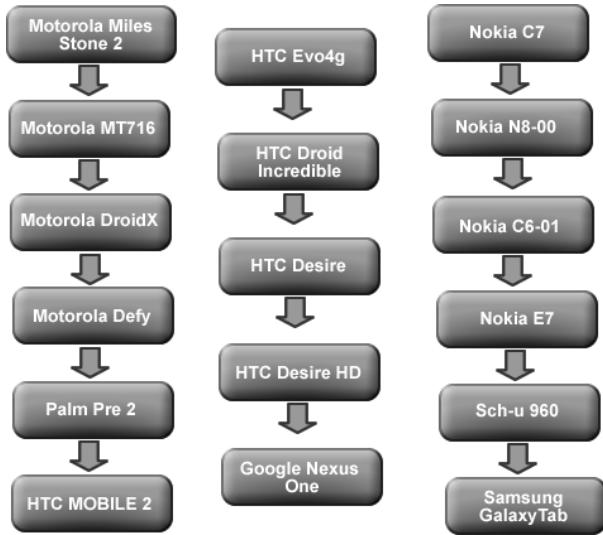 Motorola Miles
Stone 2
Motorola MT716
Motorola DroidX
Motorola Defy
Palm Pre 2
HTC MOBILE 2
HTC Evo4g
HTC Droid
Incredible
HTC Desire
HTC Desire HD
Google Nexus
One
Nokia C7
Nokia N8-00
Nokia C6-01
Nokia E7
Sch-u 960
Samsung
GalaxyTab